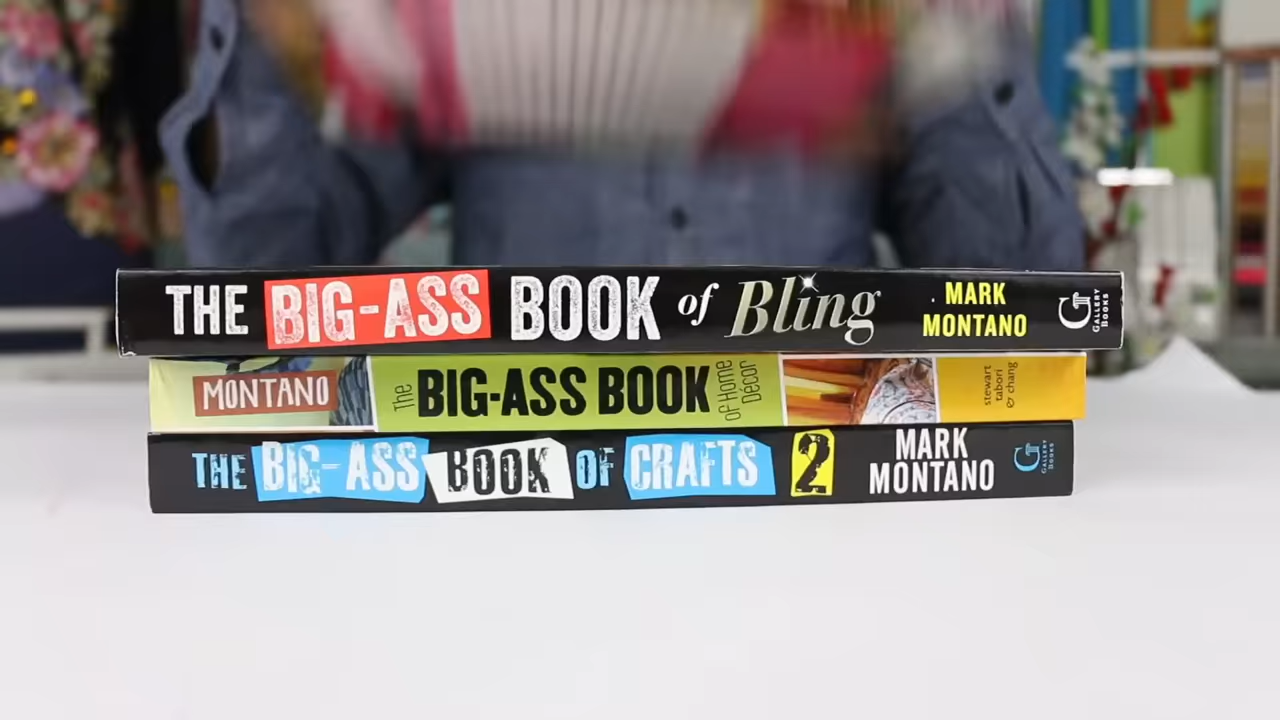 THE BIG-ASS BOOK of Bling
MARK
MONTANO
G
GALLERY
BOOKS
MONTANO
The BIG-ASS BOOK of Home
Decor
stewart
tabori
& chang
THE BIG-ASS BOOK OF CRAFTS 2
MARK
MONTANO
G
GALLERY
BOOKS